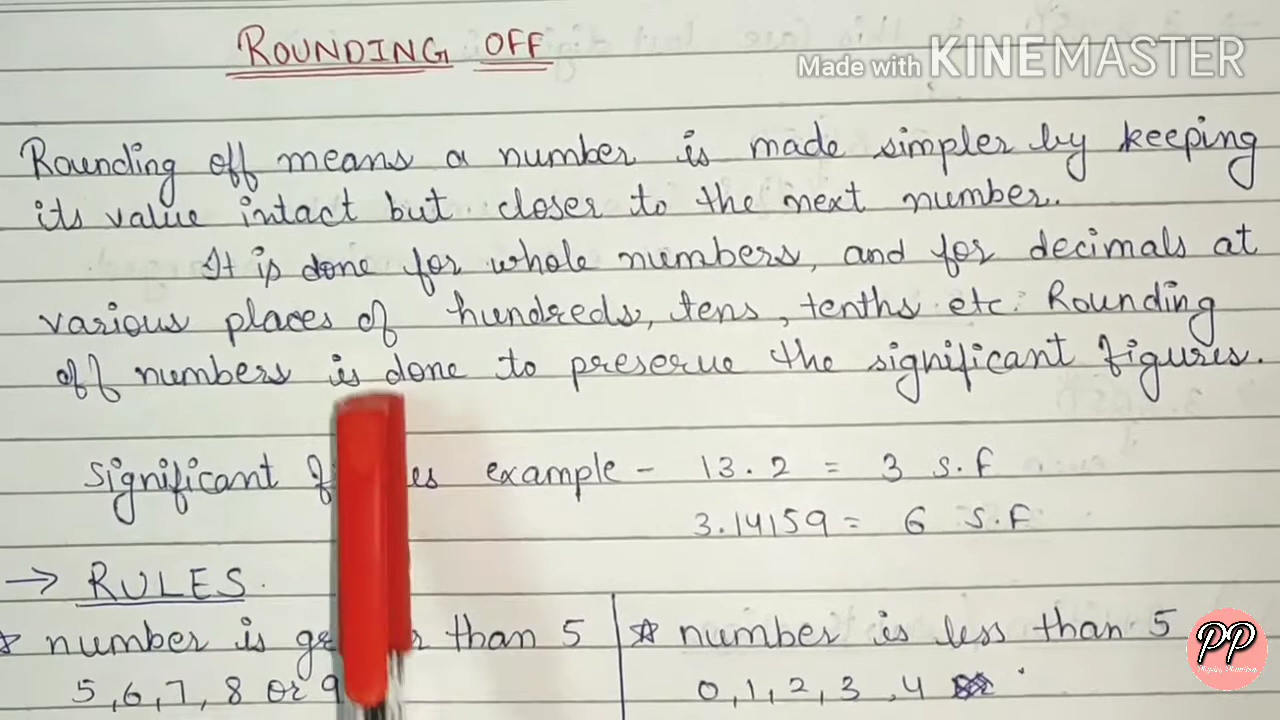 ROUNDING OFF
Made with KINEMASTER
Rounding off means a number is made simpler by keeping
its value intact but closer to the next number.
It is done for whole numbers, and for decimals at
various places of hundreds, tens, tenths etc. Rounding
off numbers is done to preserve the significant figures.
Significant f es example - 13.2 = 3 S.F
3.14159 = 6 S.F
→ RULES.
☆ number is g r than 5
5, 6, 7, 8 or 9
☆ number is less than 5
0, 1, 2, 3, 4
PP